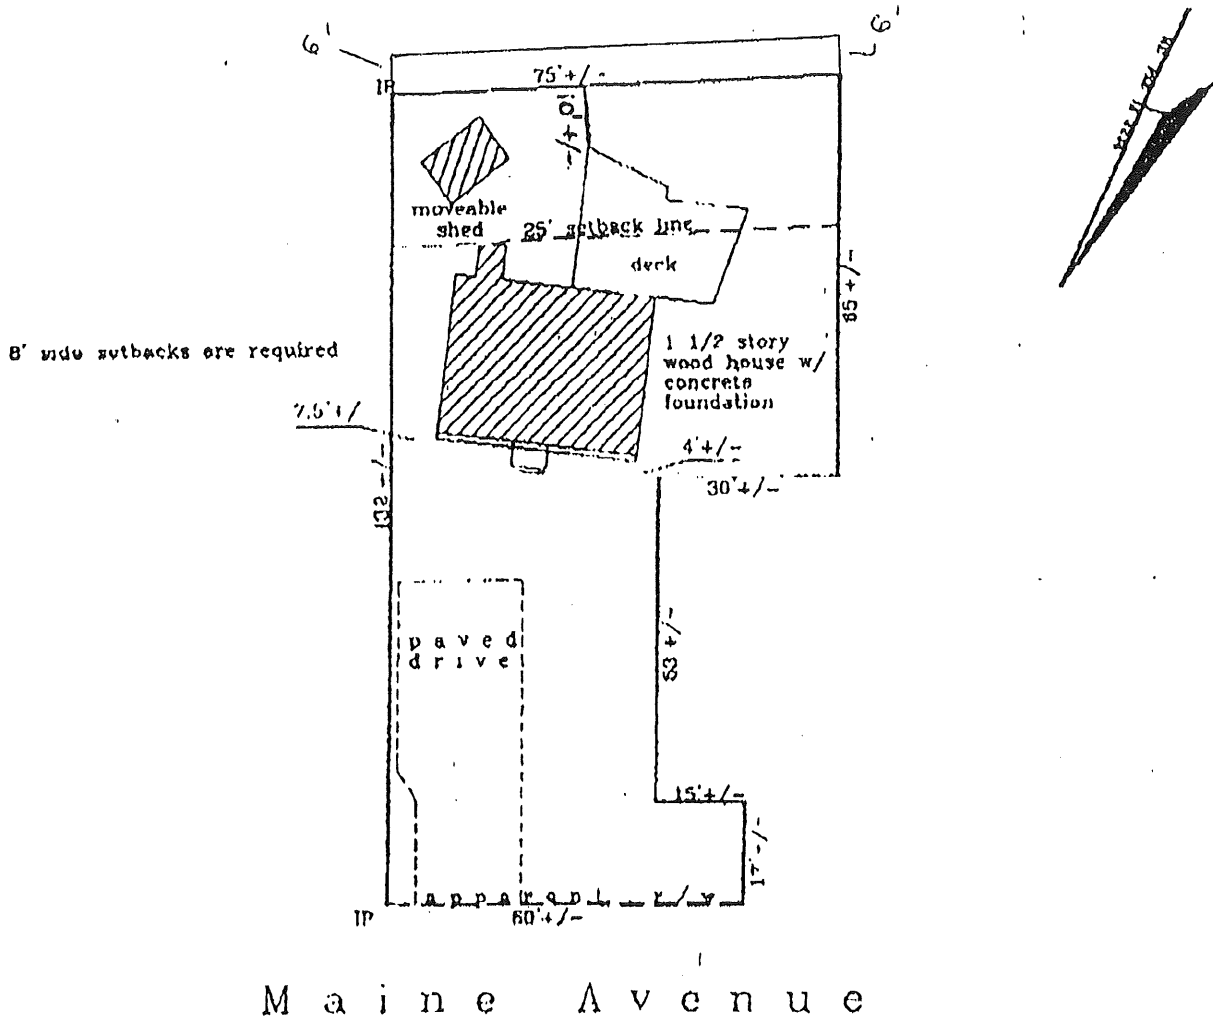 6'
6'
IP
75'+/-
10'+/-
moveable
shed
25' setback line
deck
65+/-
8' side setbacks are required
1 1/2 story
wood house w/
concrete
foundation
7.5'+/
4'+/-
30'+/-
132 -/-
paved
drive
53 +/-
15'+/-
17' -/-
apparent r/w
IP
60'+/-
Maine Avenue